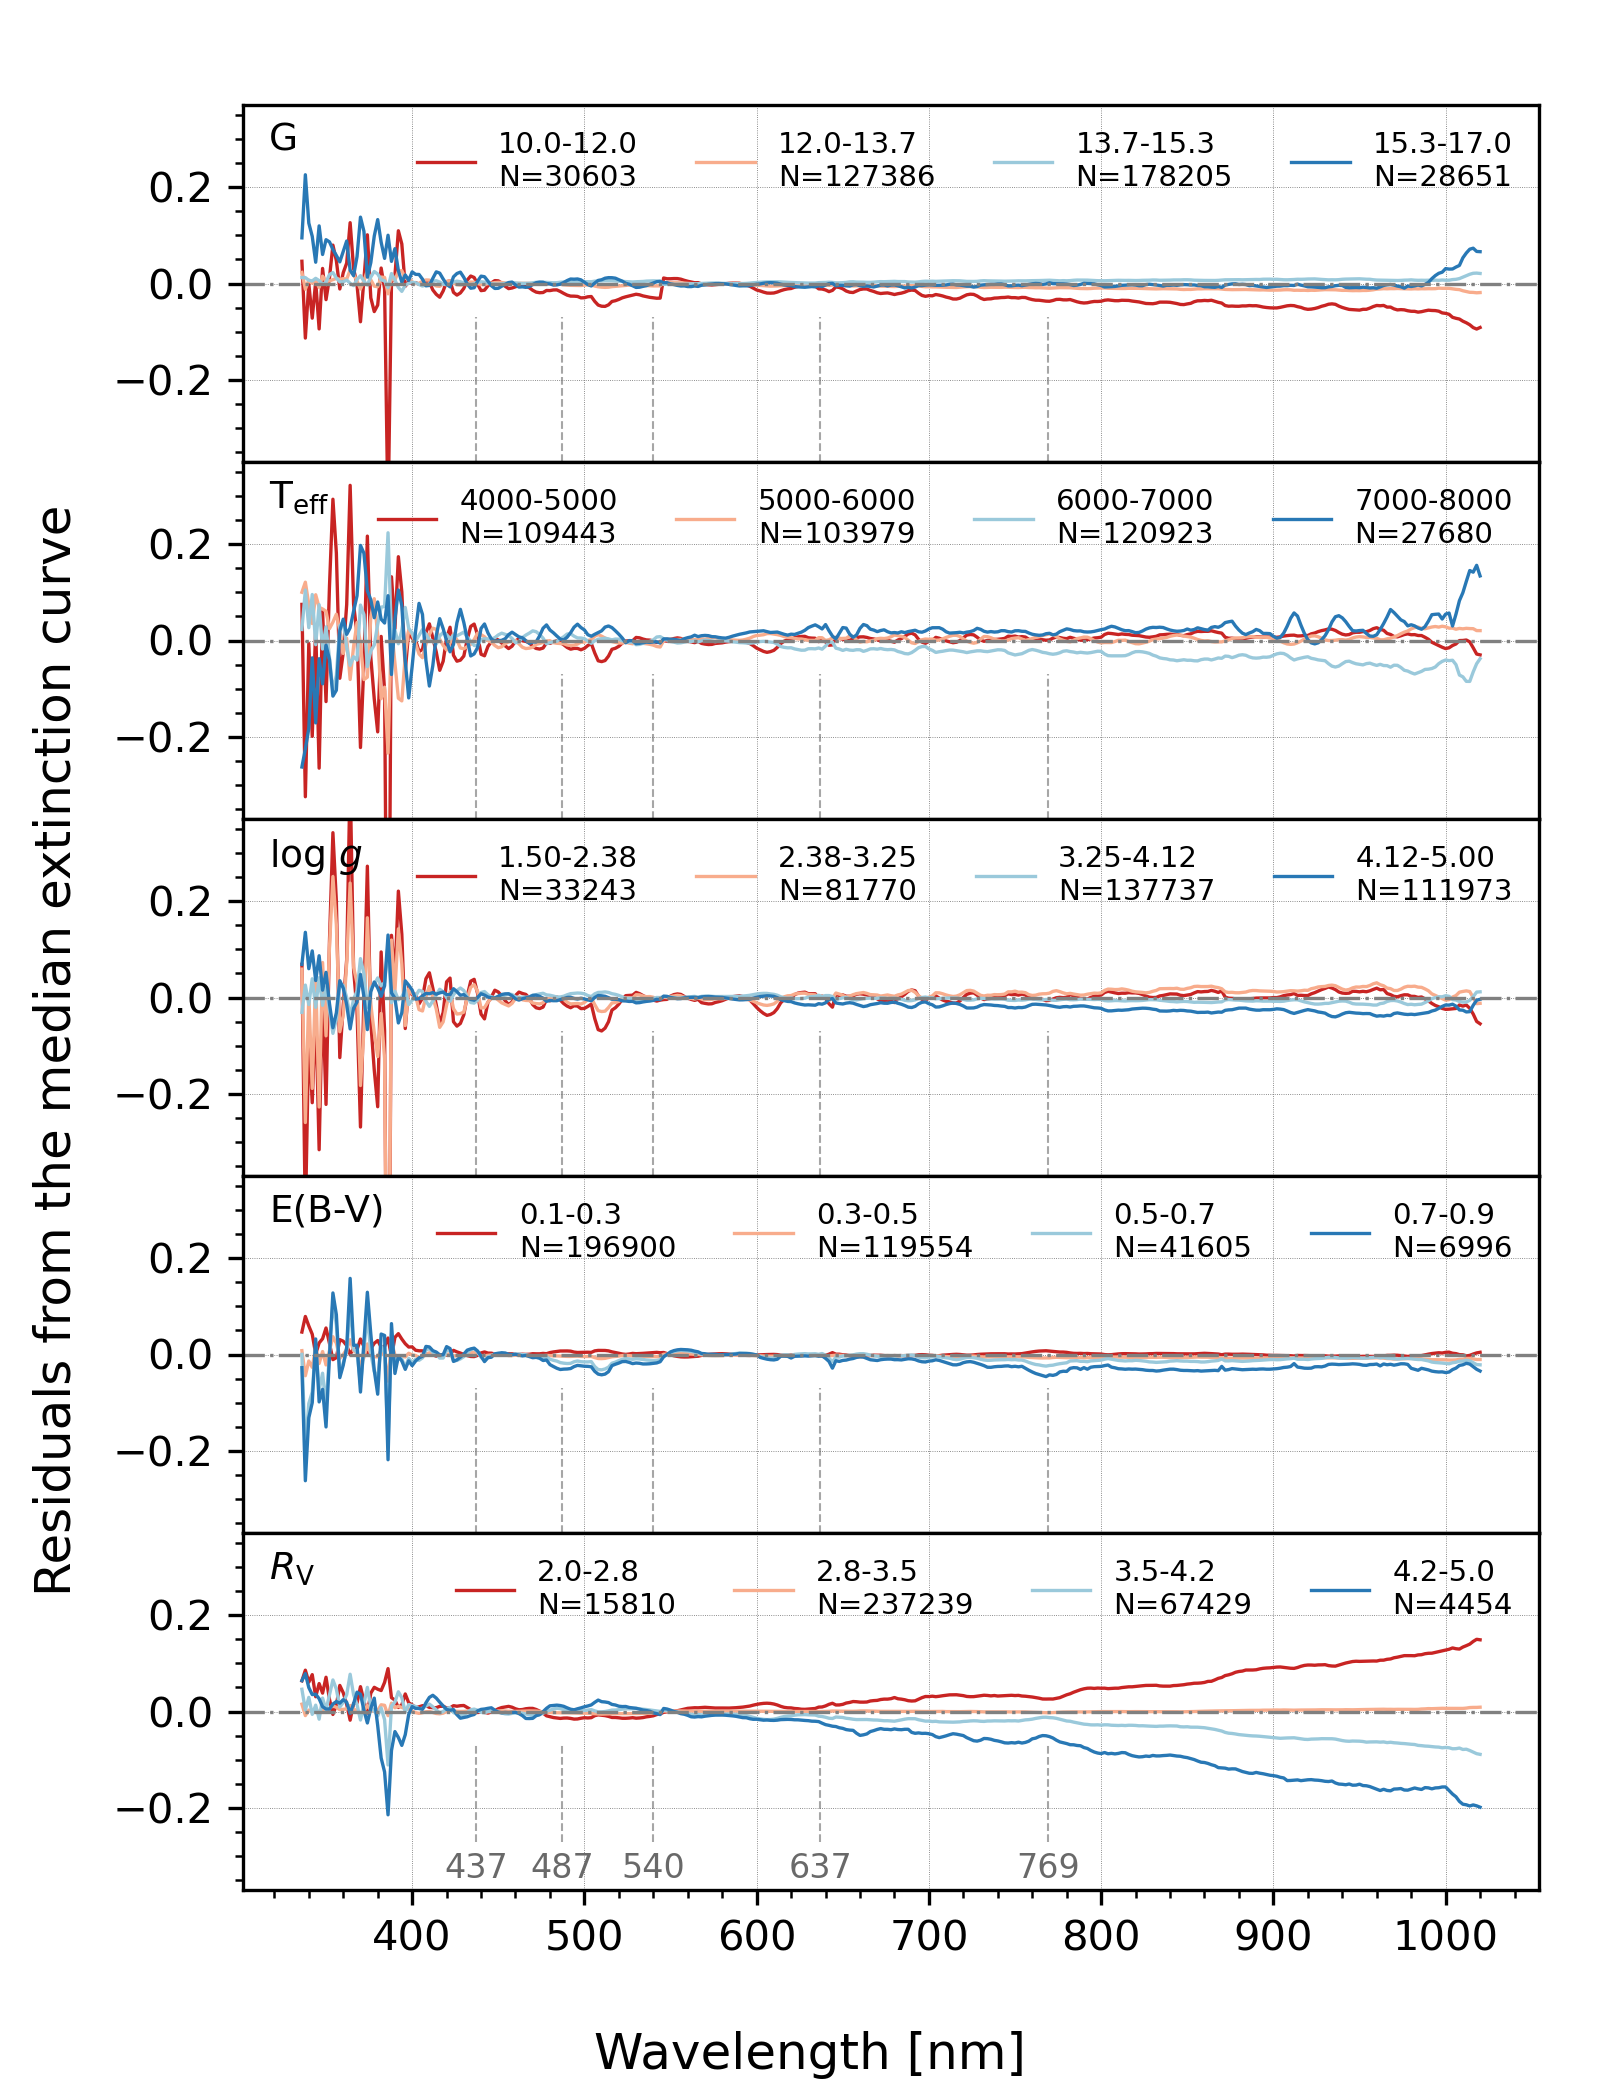 G
10.0-12.0 12.0-13.7 13.7-15.3 15.3-17.0
N=30603 N=127386 N=178205 N=28651
0.2
0.0
−0.2
Teff
4000-5000 5000-6000 6000-7000 7000-8000
N=109443 N=103979 N=120923 N=27680
0.2
0.0
−0.2
log g
1.50-2.38 2.38-3.25 3.25-4.12 4.12-5.00
N=33243 N=81770 N=137737 N=111973
0.2
0.0
−0.2
E(B-V)
0.1-0.3 0.3-0.5 0.5-0.7 0.7-0.9
N=196900 N=119554 N=41605 N=6996
0.2
0.0
−0.2
RV
2.0-2.8 2.8-3.5 3.5-4.2 4.2-5.0
N=15810 N=237239 N=67429 N=4454
0.2
0.0
−0.2
437 487 540 637 769
400 500 600 700 800 900 1000
Wavelength [nm]
Residuals from the median extinction curve